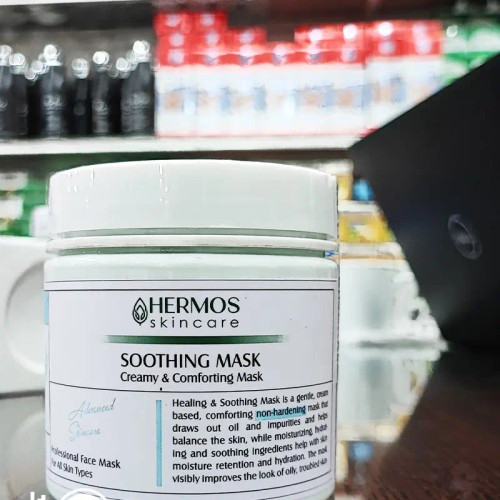 HERMOS
skincare
SOOTHING MASK
Creamy & Comforting Mask
Advanced
Skincare
Professional Face Mask
For All Skin Types
Healing & Soothing Mask is a gentle, cream
based, comforting non-hardening mask that
draws out oil and impurities and helps
balance the skin, while moisturizing, hydrat
ing and soothing ingredients help with skin
moisture retention and hydration. The mask
visibly improves the look of oily, troubled skin